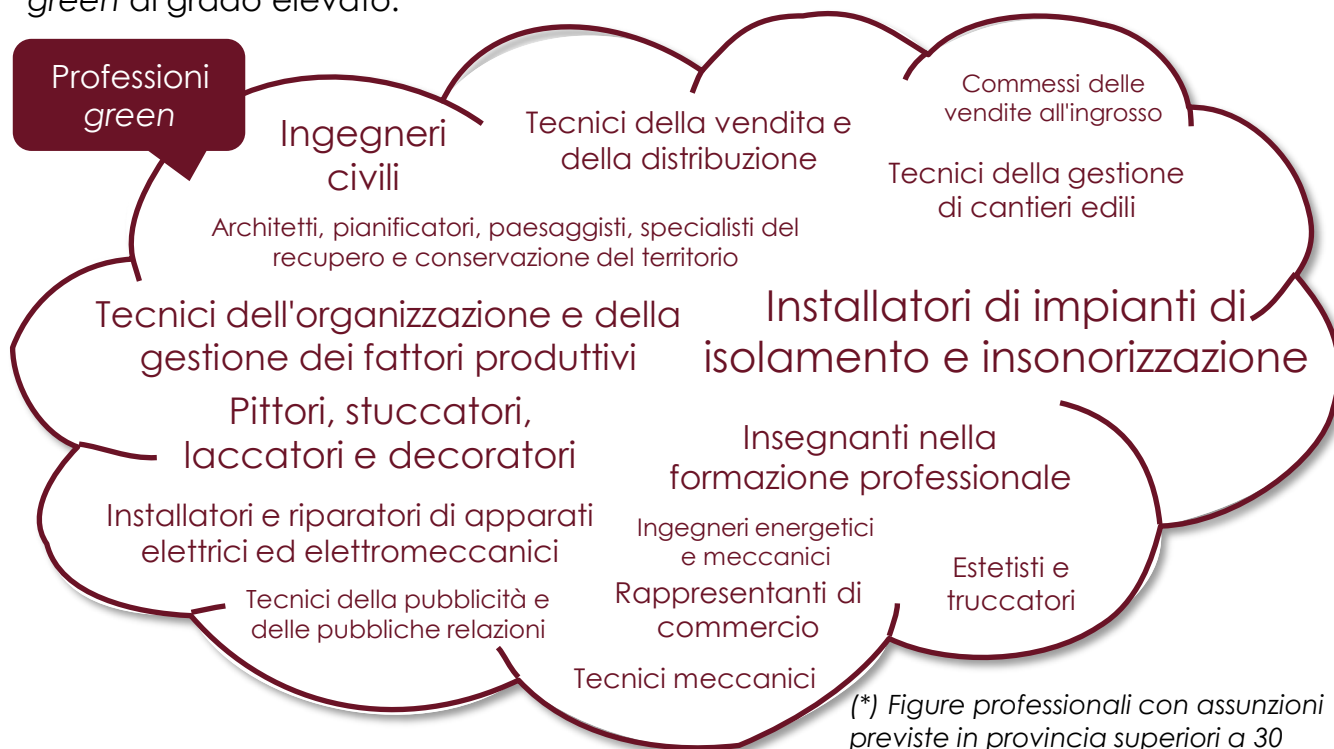 green di grado elevato.
Professioni
green
Ingegneri
civili
Tecnici della vendita e
della distribuzione
Commessi delle
vendite all'ingrosso
Tecnici della gestione
di cantieri edili
Architetti, pianificatori, paesaggisti, specialisti del
recupero e conservazione del territorio
Tecnici dell'organizzazione e della
gestione dei fattori produttivi
Installatori di impianti di
isolamento e insonorizzazione
Pittori, stuccatori,
laccatori e decoratori
Insegnanti nella
formazione professionale
Installatori e riparatori di apparati
elettrici ed elettromeccanici
Ingegneri energetici
e meccanici
Estetisti e
truccatori
Tecnici della pubblicità e
delle pubbliche relazioni
Rappresentanti di
commercio
Tecnici meccanici
(*) Figure professionali con assunzioni
previste in provincia superiori a 30